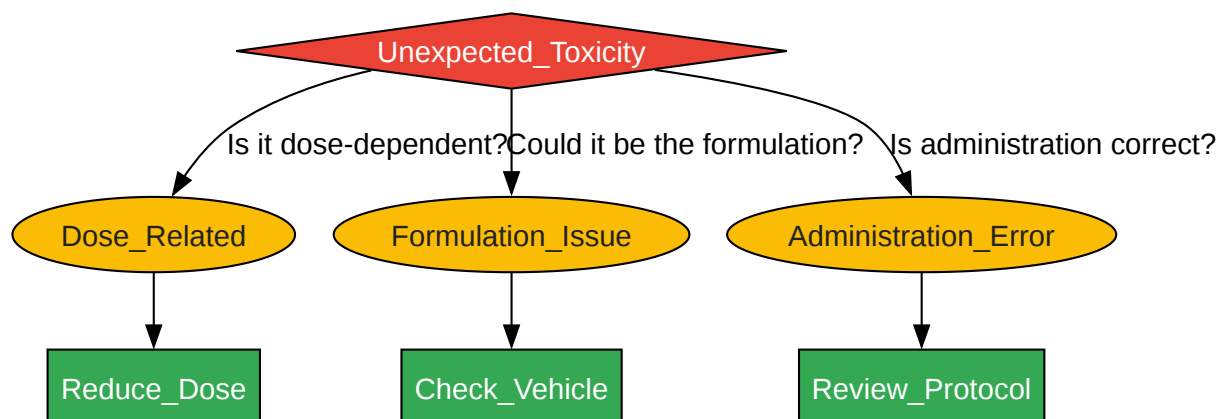 Unexpected_Toxicity
Is it dose-dependent?
Could it be the formulation?
Is administration correct?
Dose_Related
Formulation_Issue
Administration_Error
Reduce_Dose
Check_Vehicle
Review_Protocol